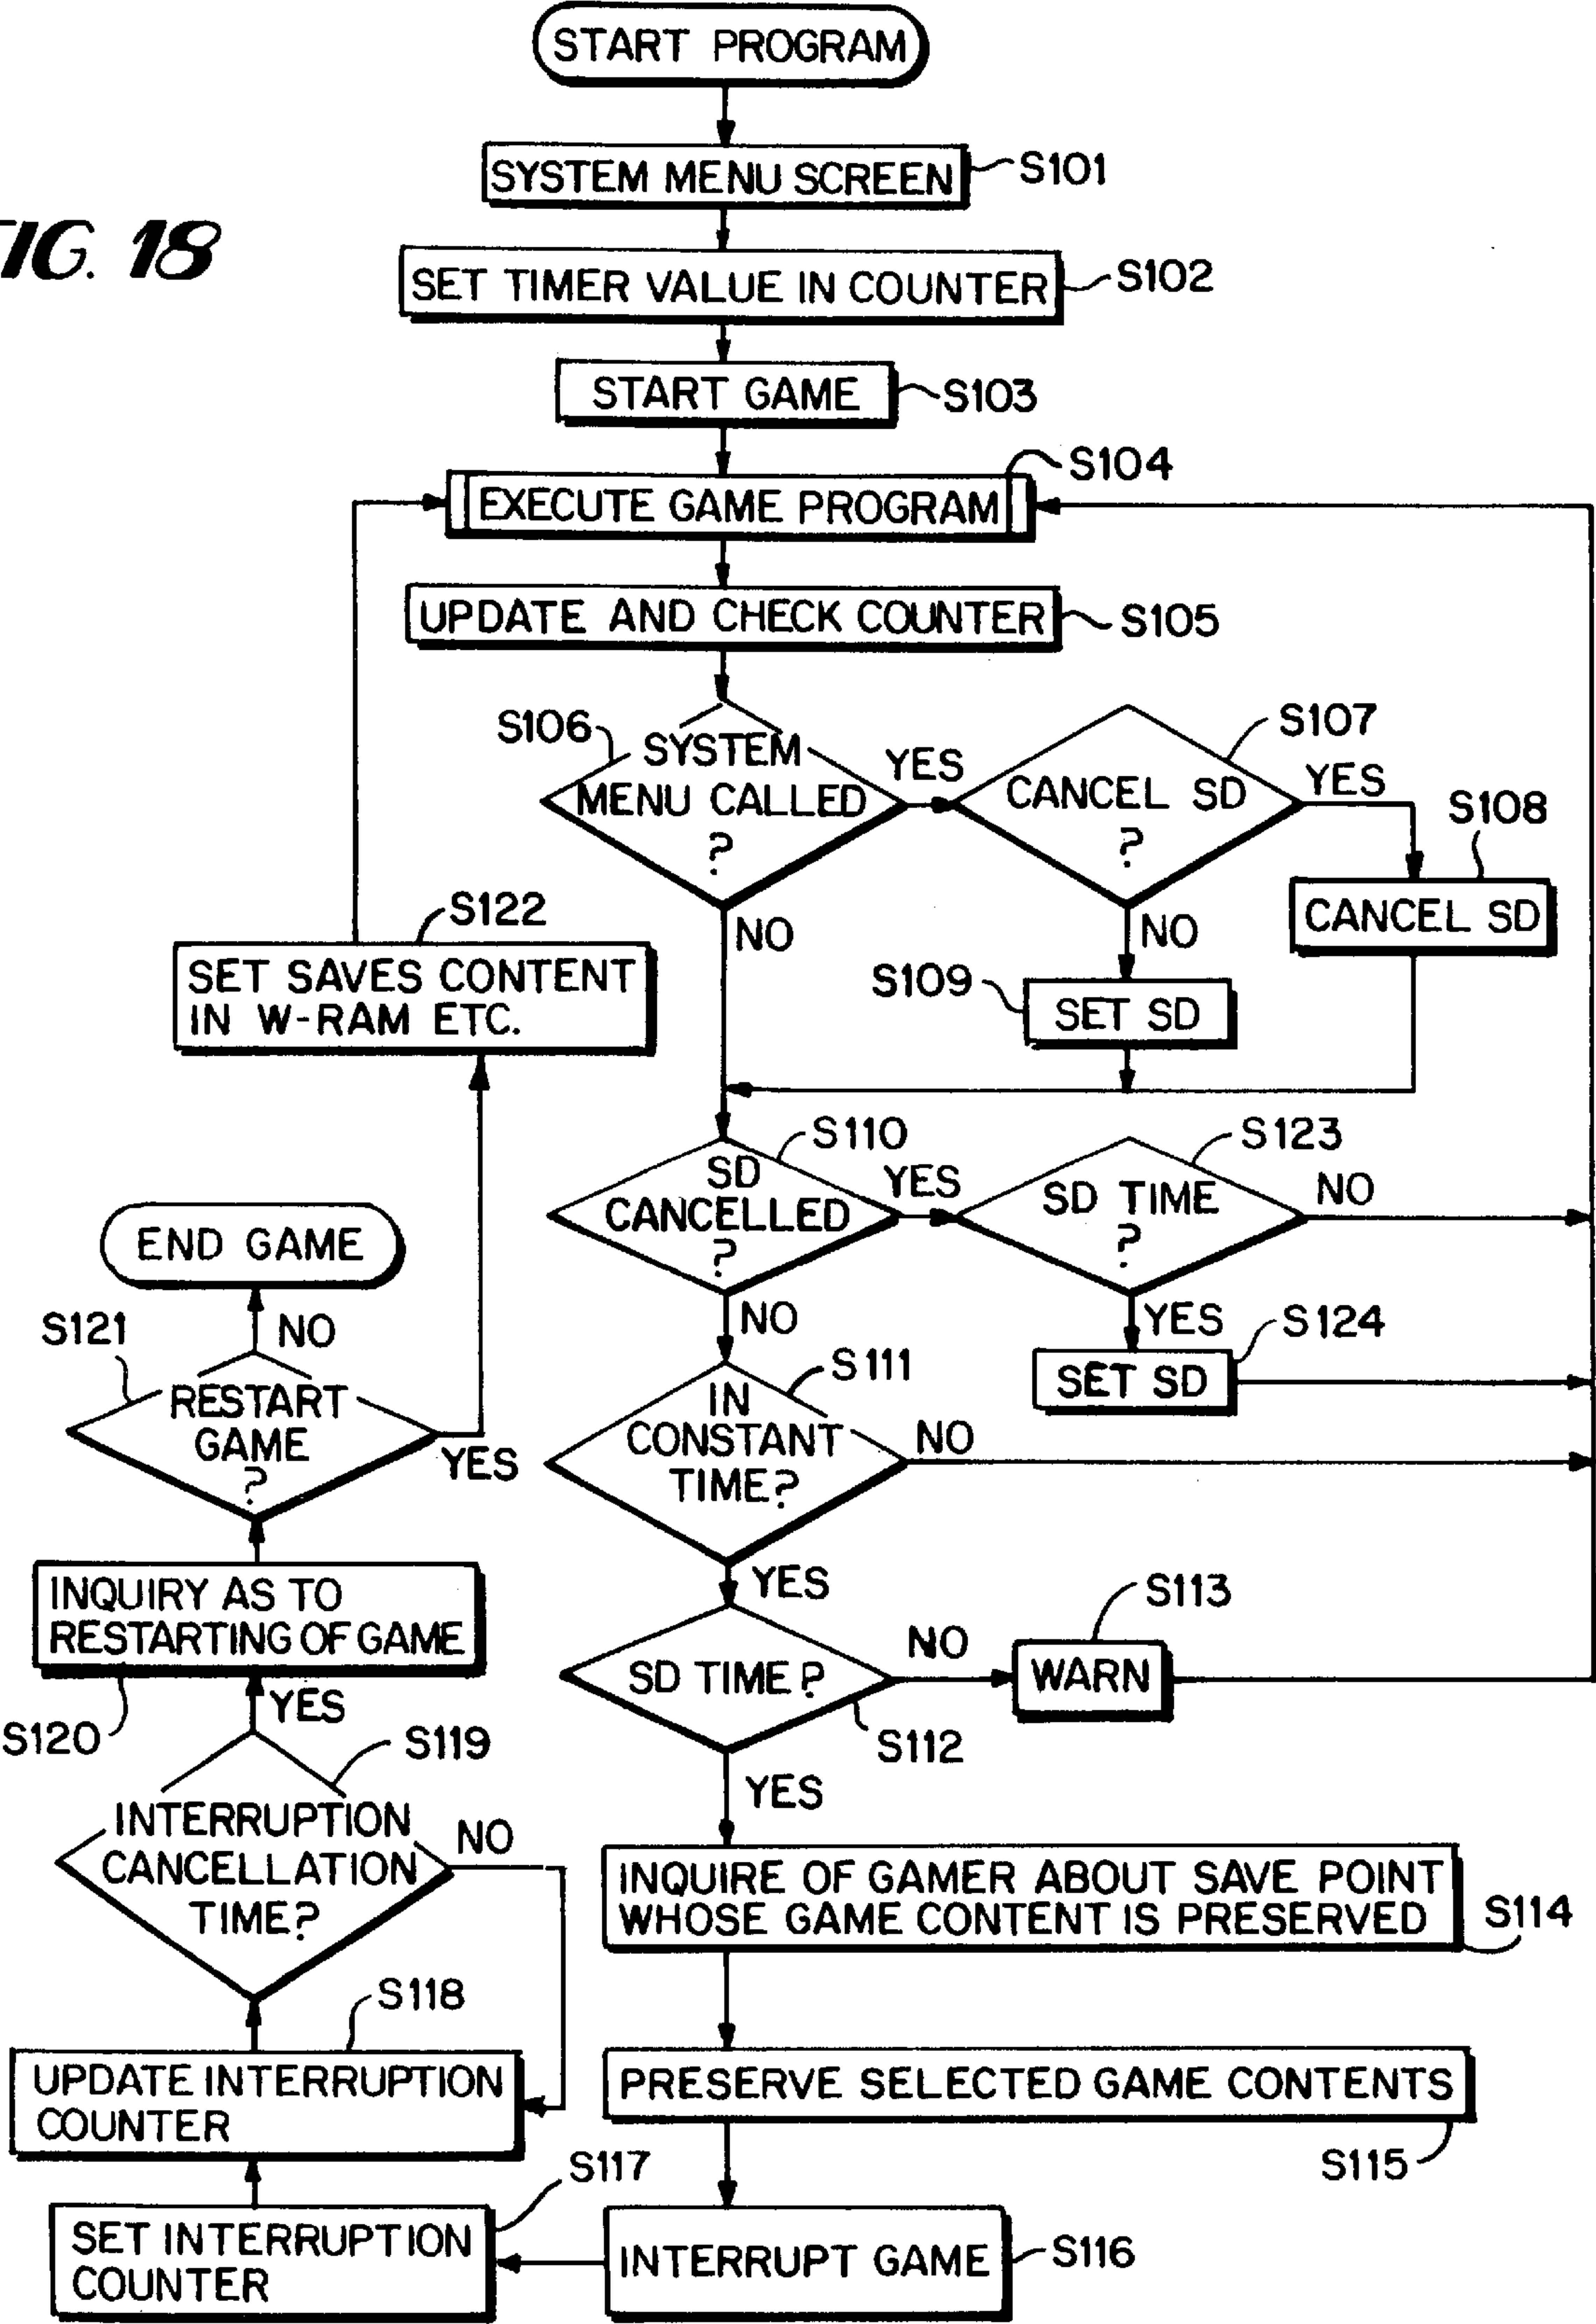 START PROGRAM
SYSTEM MENU SCREEN
S101
IG. 18
SET TIMER VALUE IN COUNTER
S102
START GAME
S103
S104
EXECUTE GAME PROGRAM
UPDATE AND CHECK COUNTER
S105
S106
SYSTEM
MENU CALLED
?
YES
S107
CANCEL SD
?
YES
S108
CANCEL SD
NO
NO
S109
SET SD
S122
SET SAVES CONTENT
IN W-RAM ETC.
S110
SD
CANCELLED
?
YES
S123
SD TIME
?
NO
NO
YES
S124
SET SD
END GAME
NO
S121
RESTART
GAME
?
YES
S111
IN
CONSTANT
TIME?
NO
YES
INQUIRY AS TO
RESTARTING OF GAME
S120
YES
SD TIME?
NO
S113
WARN
S112
YES
S119
INTERRUPTION
CANCELLATION
TIME?
NO
INQUIRE OF GAMER ABOUT SAVE POINT
WHOSE GAME CONTENT IS PRESERVED
S114
S118
UPDATE INTERRUPTION
COUNTER
PRESERVE SELECTED GAME CONTENTS
S115
S117
SET INTERRUPTION
COUNTER
INTERRUPT GAME
S116